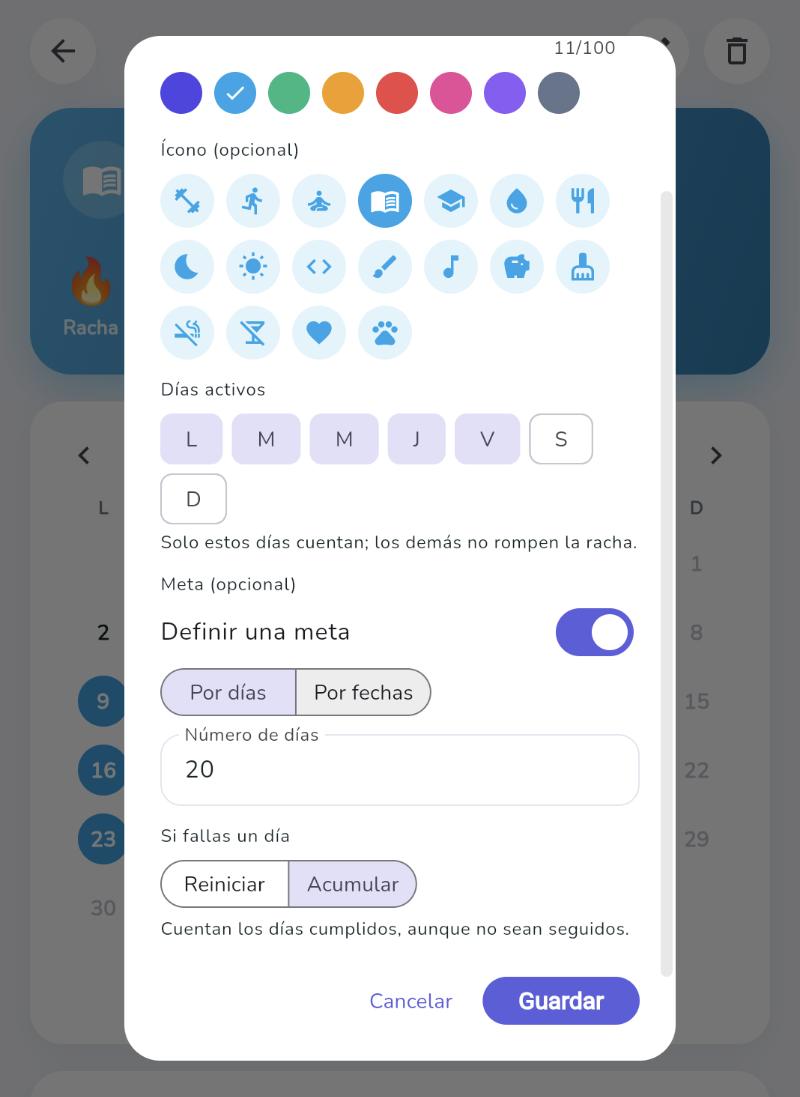 11/100
Ícono (opcional)
Racha
Días activos
L M M J V S
D
L D
Solo estos días cuentan; los demás no rompen la racha.
1
Meta (opcional)
Definir una meta
2 8
Por días Por fechas
9 15
Número de días
20
16 22
Si fallas un día
23 29
Reiniciar Acumular
30
Cuentan los días cumplidos, aunque no sean seguidos.
Cancelar Guardar